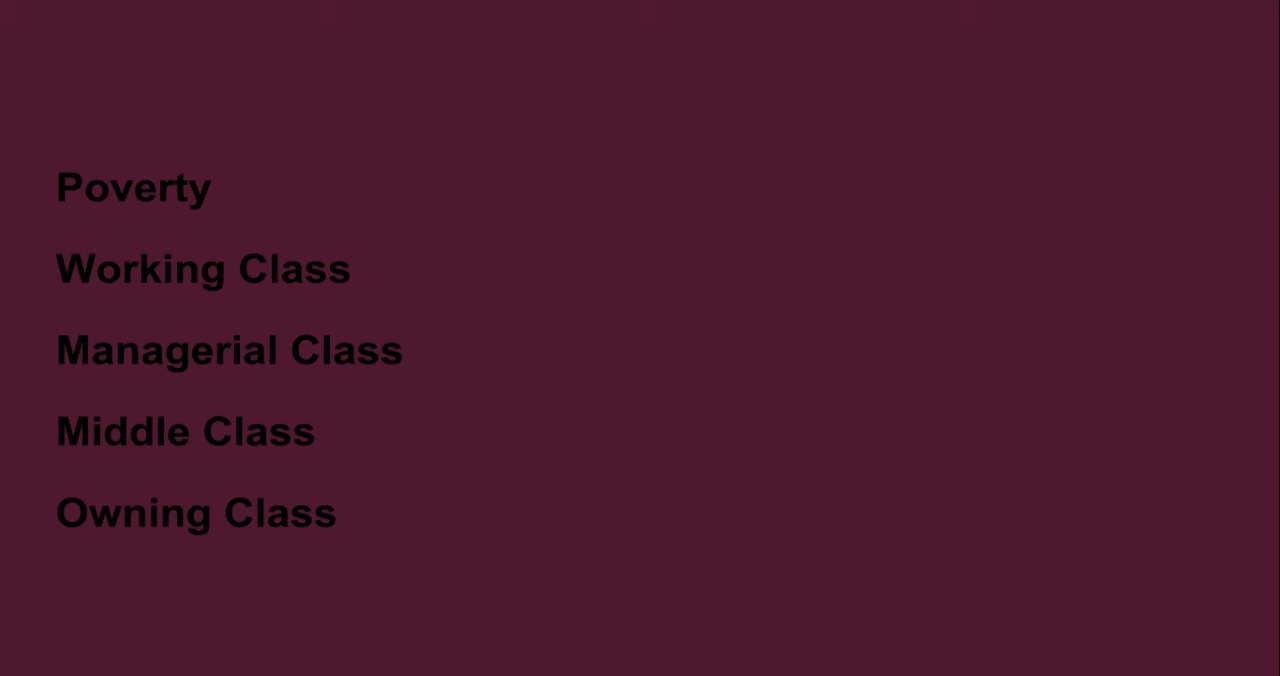 Poverty
Working Class
Managerial Class
Middle Class
Owning Class